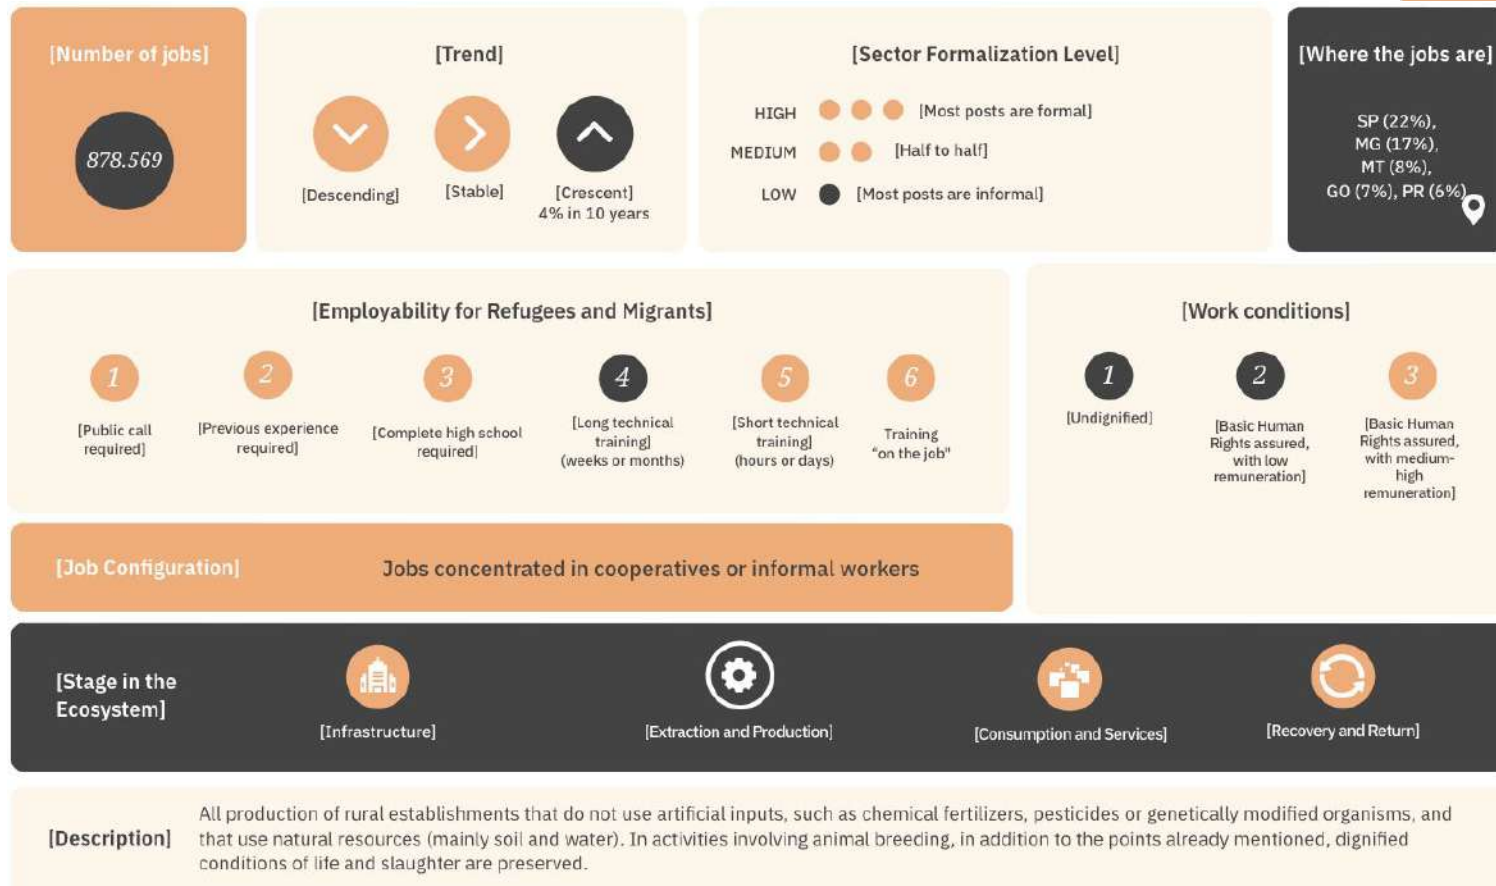 [Number of jobs]
878.569
[Trend]
[Descending]
[Stable]
[Crescent]
4% in 10 years
[Sector Formalization Level]
HIGH [Most posts are formal]
MEDIUM [Half to half]
LOW [Most posts are informal]
[Where the jobs are]
SP (22%),
MG (17%),
MT (8%),
GO (7%), PR (6%)
[Employability for Refugees and Migrants]
1
[Public call
required]
2
[Previous experience
required]
3
[Complete high school
required]
4
[Long technical
training]
(weeks or months)
5
[Short technical
training]
(hours or days)
6
Training
"on the job"
[Work conditions]
1
[Undignified]
2
[Basic Human
Rights assured,
with low
remuneration]
3
[Basic Human
Rights assured,
with medium-
high
remuneration]
[Job Configuration]
Jobs concentrated in cooperatives or informal workers
[Stage in the
Ecosystem]
[Infrastructure]
[Extraction and Production]
[Consumption and Services]
[Recovery and Return]
[Description]
All production of rural establishments that do not use artificial inputs, such as chemical fertilizers, pesticides or genetically modified organisms, and
that use natural resources (mainly soil and water). In activities involving animal breeding, in addition to the points already mentioned, dignified
conditions of life and slaughter are preserved.